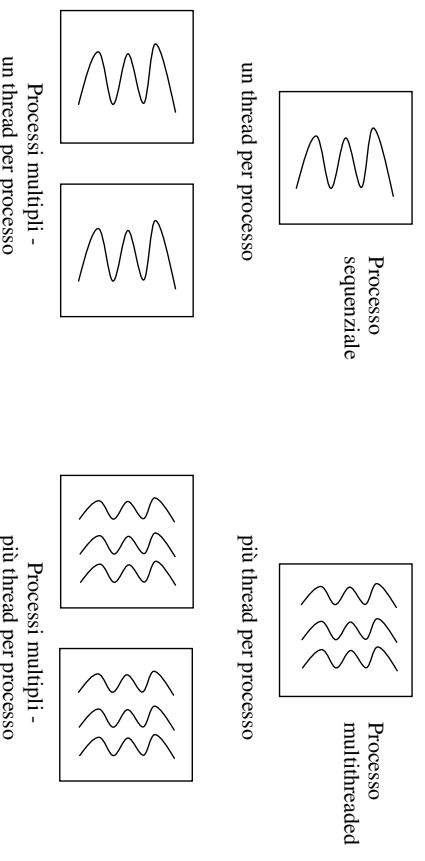 Processo
sequenziale
un thread per processo
Processo
multithreaded
più thread per processo
Processi multipli -
un thread per processo
Processi multipli -
più thread per processo